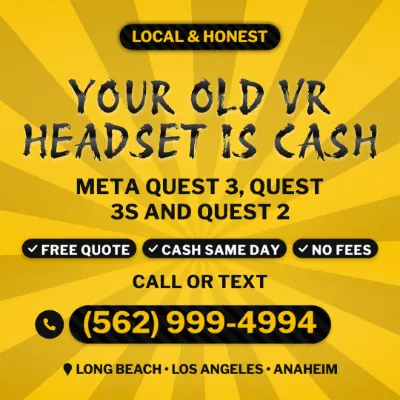 LOCAL & HONEST
YOUR OLD VR
HEADSET IS CASH
META QUEST 3, QUEST
3S AND QUEST 2
FREE QUOTE CASH SAME DAY NO FEES
CALL OR TEXT
(562) 999-4994
LONG BEACH • LOS ANGELES • ANAHEIM